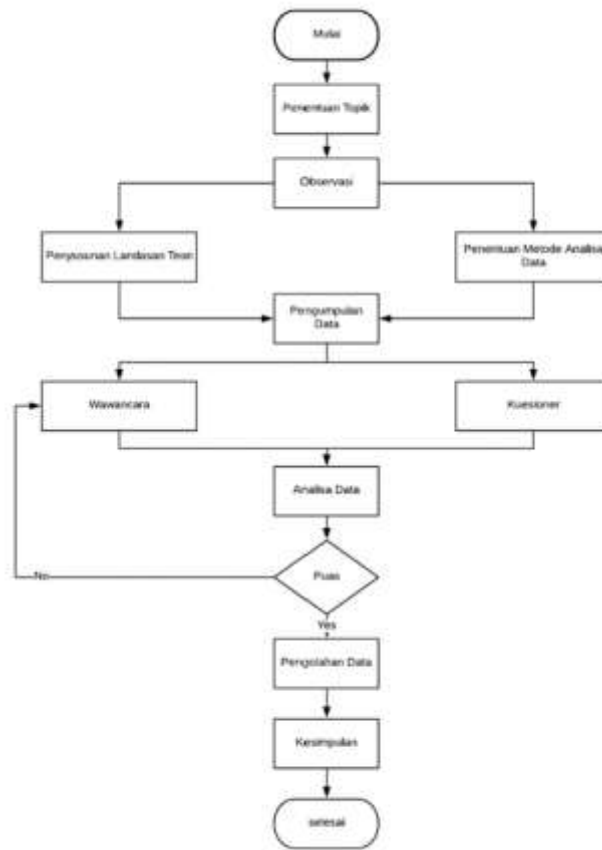 Mulai
Penentuan Topik
Observasi
Penyusunan Landasan Teori
Penentuan Metode Analisa
Data
Pengumpulan
Data
Wawancara
Kuesioner
Analisa Data
Puas
No
Yes
Pengolahan Data
Kesimpulan
selesai